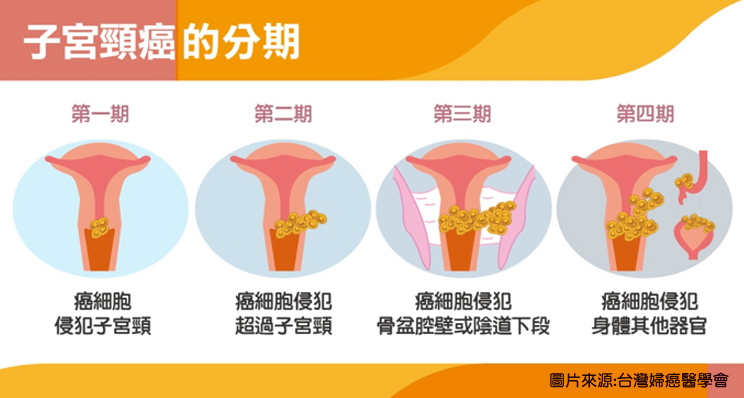 子宮頸癌的分期
第一期
第二期
第三期
第四期
癌細胞
侵犯子宮頸
癌細胞侵犯
超過子宮頸
癌細胞侵犯
骨盆腔壁或陰道下段
癌細胞侵犯
身體其他器官
圖片來源:台灣婦癌醫學會